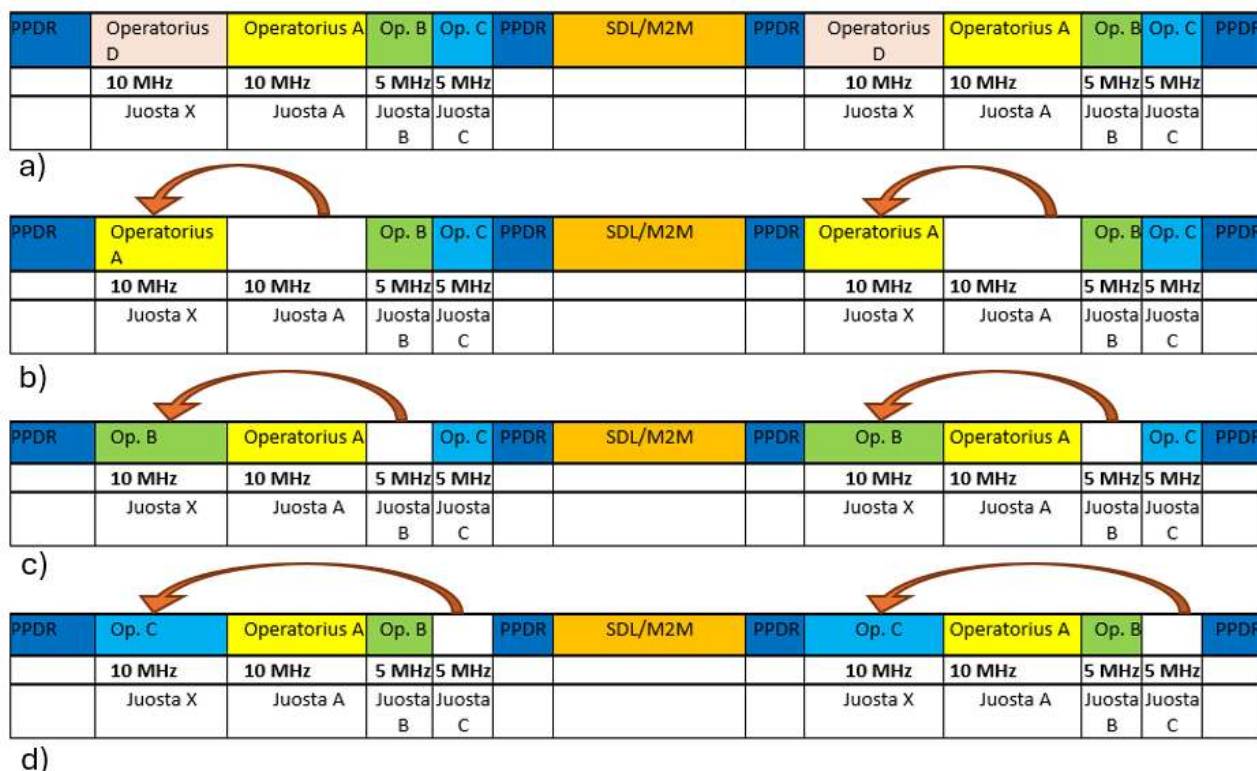 PPDR Operatorius Operatorius A Op. B Op. C PPDR SDL/M2M PPDR Operatorius Operatorius A Op. B Op. C PPDR
D D
10 MHz 10 MHz 5 MHz 5 MHz 10 MHz 10 MHz 5 MHz 5 MHz
Juosta X Juosta A Juosta Juosta Juosta X Juosta A Juosta Juosta
B C B C
a)
PPDR Operatorius Op. B Op. C PPDR SDL/M2M PPDR Operatorius A Op. B Op. C PPDR
A
10 MHz 10 MHz 5 MHz 5 MHz 10 MHz 10 MHz 5 MHz 5 MHz
Juosta X Juosta A Juosta Juosta Juosta X Juosta A Juosta Juosta
B C B C
b)
PPDR Op. B Operatorius A Op. C PPDR SDL/M2M PPDR Op. B Operatorius A Op. C PPDR
10 MHz 10 MHz 5 MHz 5 MHz 10 MHz 10 MHz 5 MHz 5 MHz
Juosta X Juosta A Juosta Juosta Juosta X Juosta A Juosta Juosta
B C B C
c)
PPDR Op. C Operatorius A Op. B PPDR SDL/M2M PPDR Op. C Operatorius A Op. B PPDR
10 MHz 10 MHz 5 MHz 5 MHz 10 MHz 10 MHz 5 MHz 5 MHz
Juosta X Juosta A Juosta Juosta Juosta X Juosta A Juosta Juosta
B C B C
d)